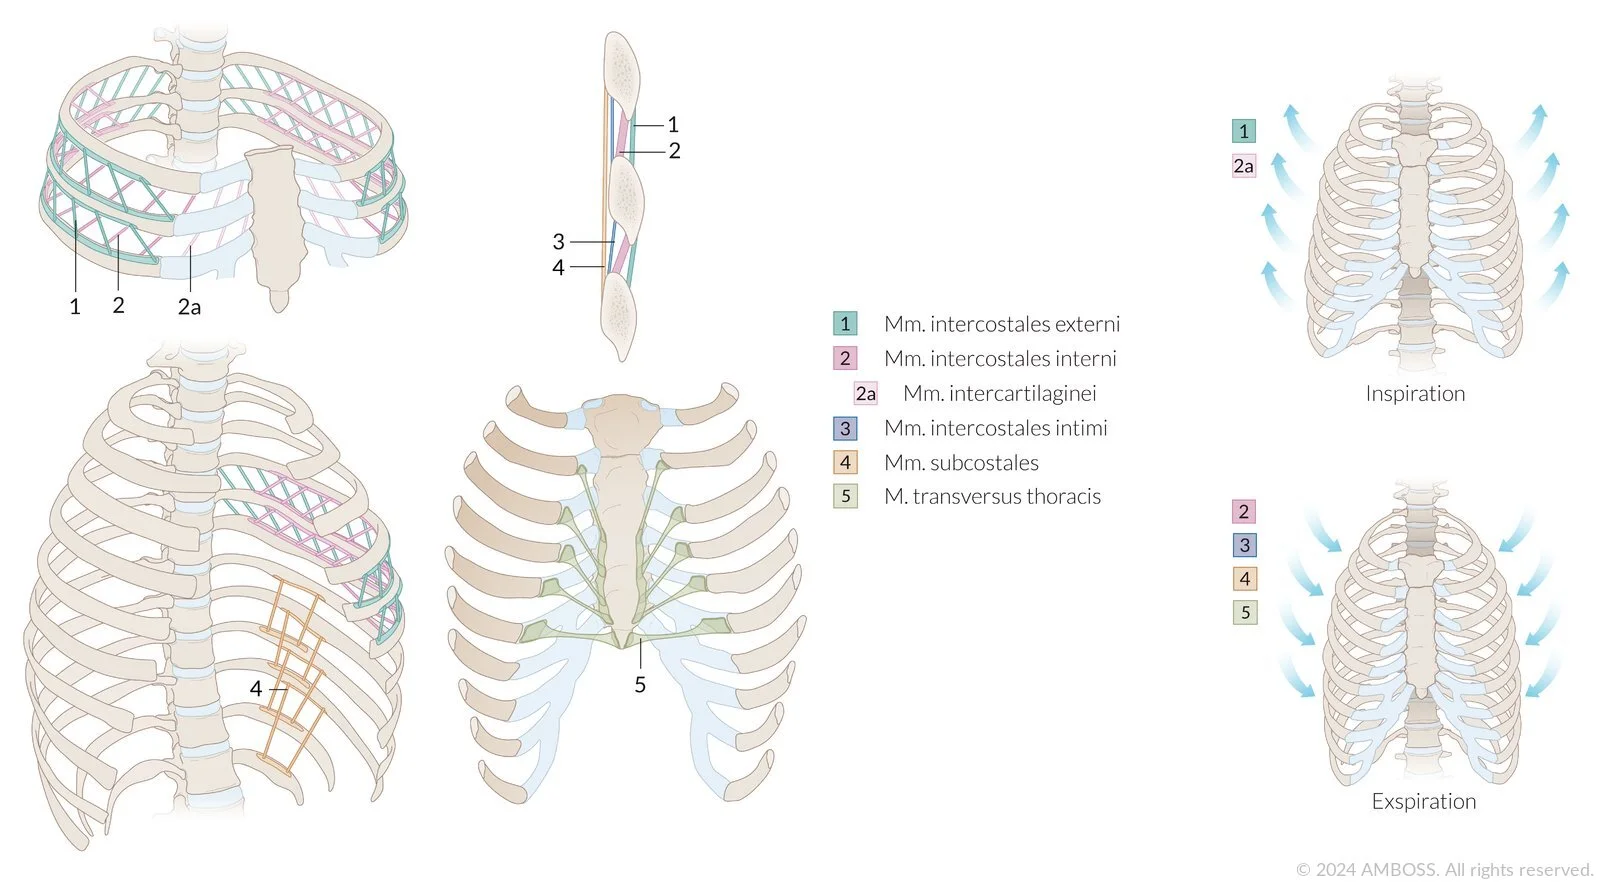 1
2
2a
1
2
3
4
4
5
1 Mm. intercostales externi
2 Mm. intercostales interni
2a Mm. intercartilaginei
3 Mm. intercostales intimi
4 Mm. subcostales
5 M. transversus thoracis
1
2a
Inspiration
2
3
4
5
Exspiration
© 2024 AMBOSS. All rights reserved.